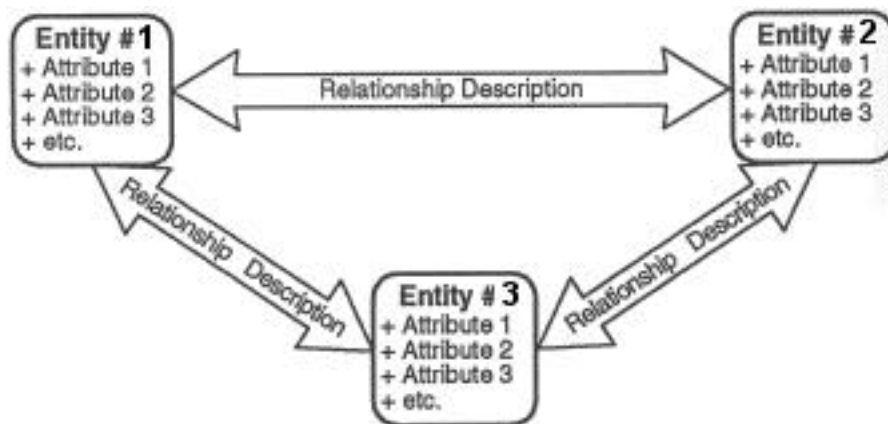 Entity #1
+ Attribute 1
+ Attribute 2
+ Attribute 3
+ etc.
Relationship Description
Entity #2
+ Attribute 1
+ Attribute 2
+ Attribute 3
+ etc.
Relationship Description
Relationship Description
Entity #3
+ Attribute 1
+ Attribute 2
+ Attribute 3
+ etc.